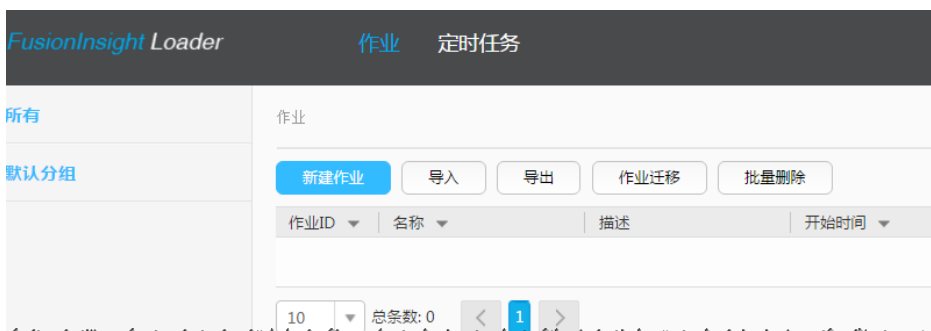 FusionInsight Loader 作业 定时任务
所有
默认分组
作业
新建作业 导入 导出 作业迁移 批量删除
作业ID 名称 描述 开始时间
10 总条数: 0 1